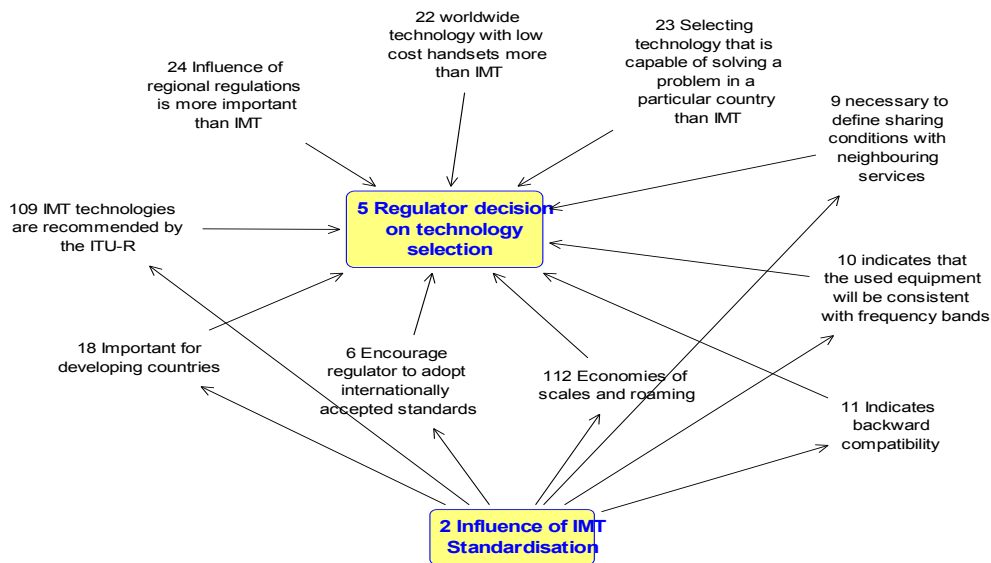 22 worldwide
technology with low
cost handsets more
than IMT
23 Selecting
technology that is
capable of solving a
problem in a
particular country
than IMT
24 Influence of
regional regulations
is more important
than IMT
9 necessary to
define sharing
conditions with
neighbouring
services
109 IMT technologies
are recommended by
the ITU-R
5 Regulator decision
on technology
selection
10 indicates that
the used equipment
will be consistent
with frequency bands
18 Important for
developing countries
6 Encourage
regulator to adopt
internationally
accepted standards
112 Economies of
scales and roaming
11 Indicates
backward
compatibility
2 Influence of IMT
Standardisation